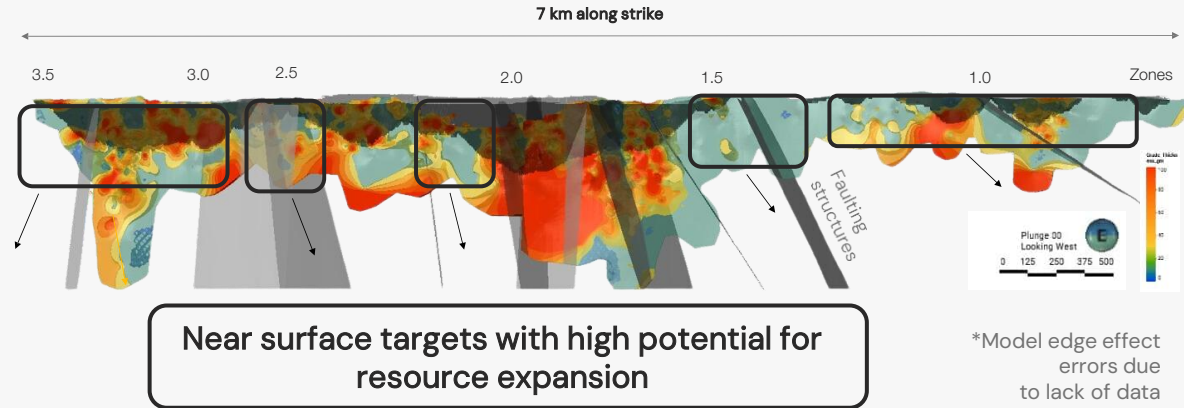 7 km along strike
3.5 3.0 2.5 2.0 1.5 1.0 Zones
Faulting
structures
Plunge 00
Looking West
E
0 125 250 375 500
Near surface targets with high potential for
resource expansion
*Model edge effect
errors due
to lack of data